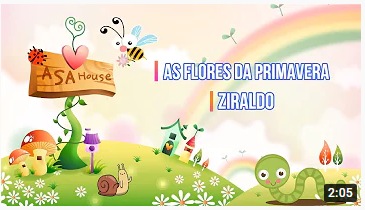 ASA House
AS FLORES DA PRIMAVERA
ZIRALDO
2:05